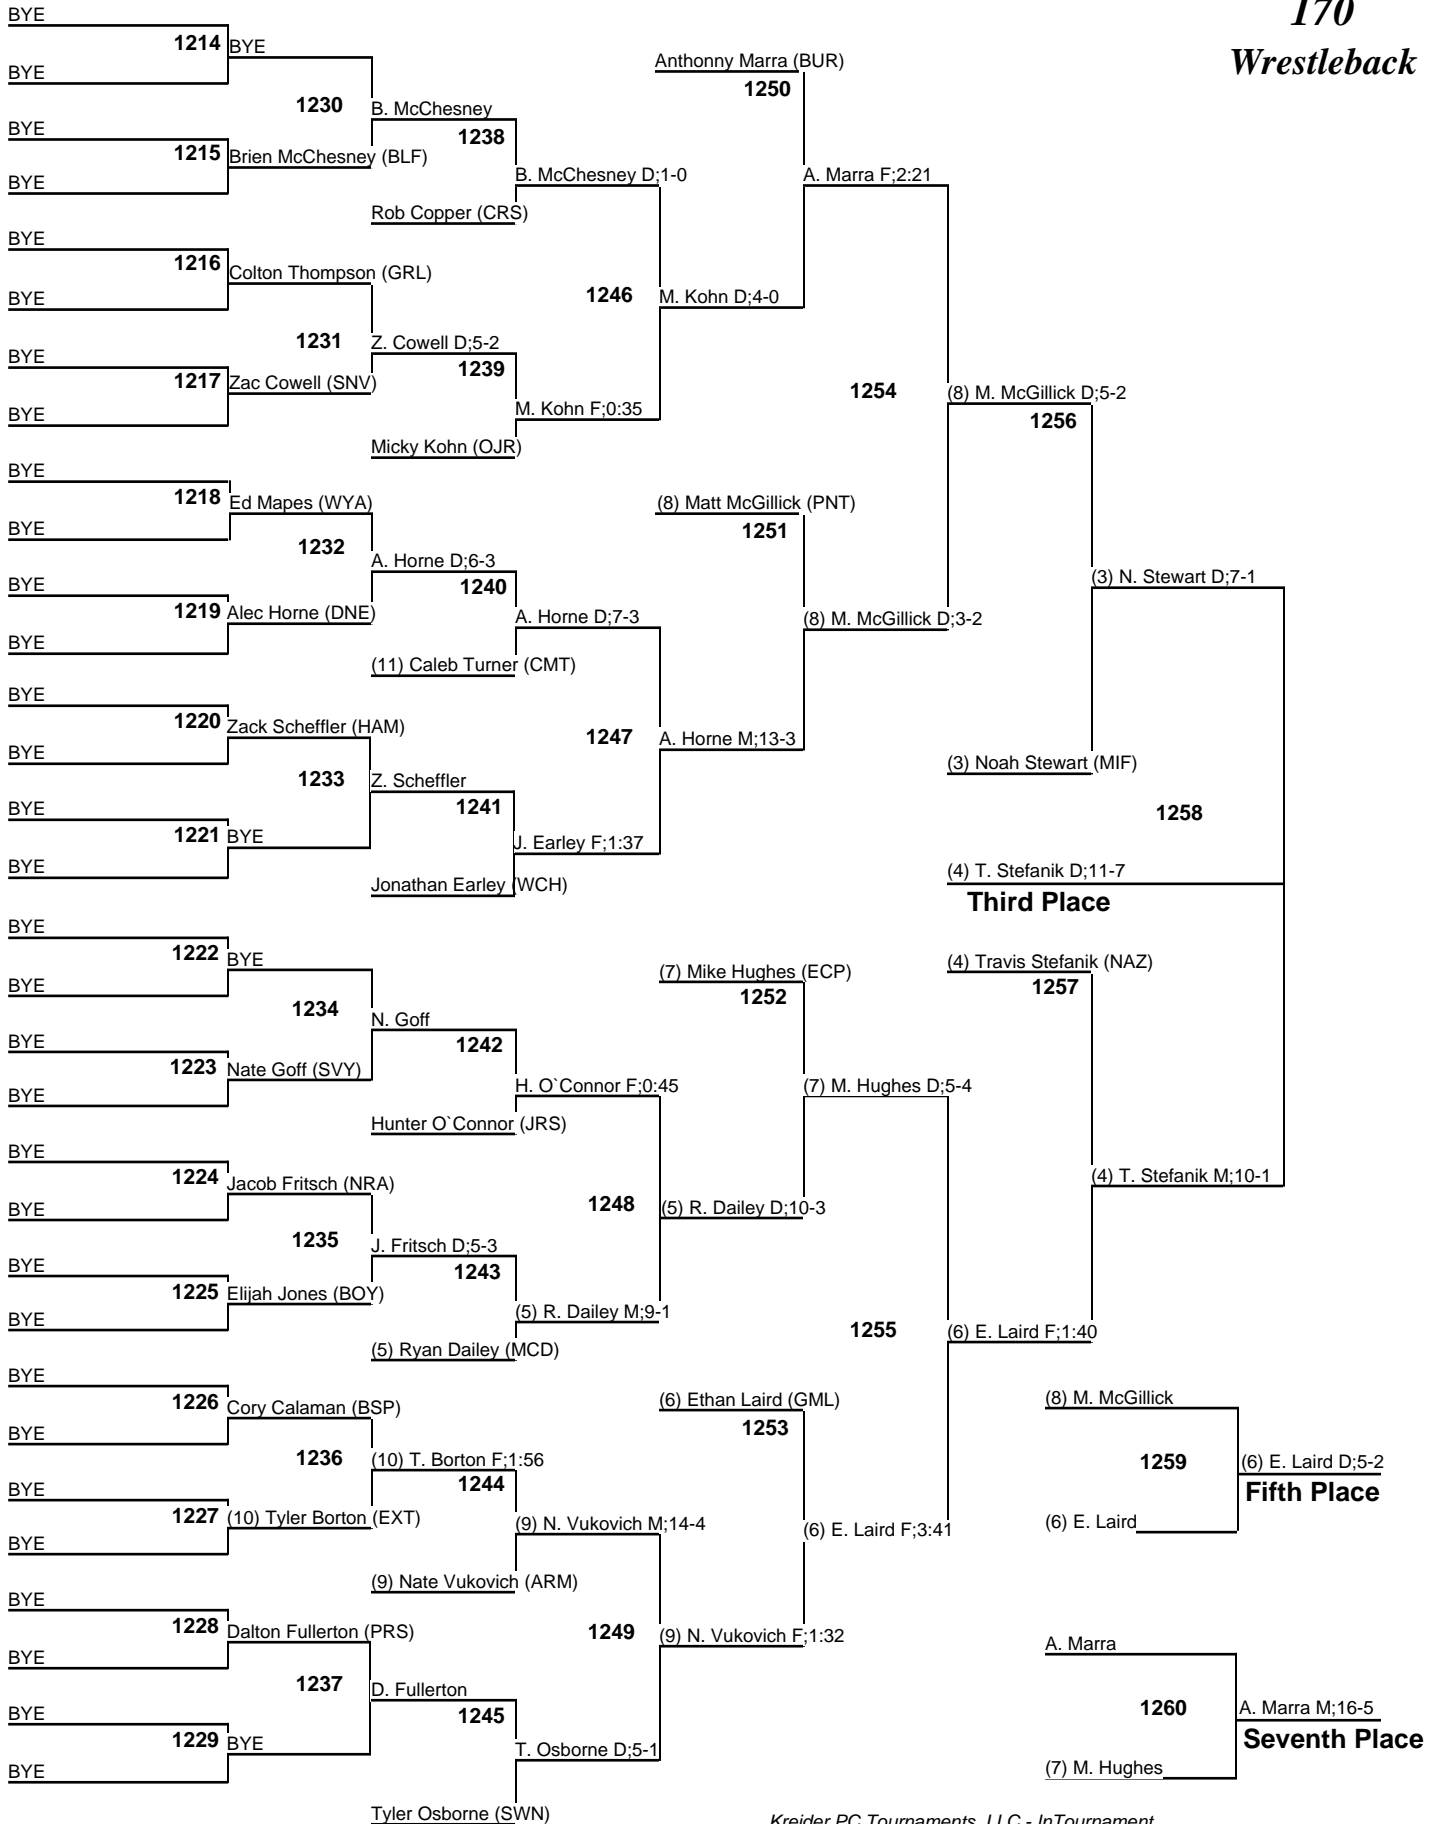 170
Wrestleback
BYE
1214 BYE
BYE
1230 B. McChesney
BYE
1215 Brien McChesney (BLF)
BYE
1238
B. McChesney D;1-0
Rob Copper (CRS)
Anthonny Marra (BUR)
1250
A. Marra F;2:21
BYE
1216
Colton Thompson (GRL)
BYE
1246 M. Kohn D;4-0
1231 Z. Cowell D;5-2
BYE
1217 Zac Cowell (SNV)
BYE
1239
M. Kohn F;0:35
Micky Kohn (OJR)
1254 (8) M. McGillick D;5-2
1256
BYE
1218 Ed Mapes (WYA)
BYE
1232
A. Horne D;6-3
1240
BYE
1219 Alec Horne (DNE)
BYE
A. Horne D;7-3
(11) Caleb Turner (CMT)
(8) Matt McGillick (PNT)
1251
(8) M. McGillick D;3-2
(3) N. Stewart D;7-1
BYE
1220 Zack Scheffler (HAM)
BYE
1247 A. Horne M;13-3
1233 Z. Scheffler
1241
BYE
1221 BYE
BYE
J. Earley F;1:37
Jonathan Earley (WCH)
(3) Noah Stewart (MIF)
1258
(4) T. Stefanik D;11-7
Third Place
BYE
1222 BYE
BYE
1234
N. Goff
1242
BYE
1223 Nate Goff (SVY)
BYE
H. O`Connor F;0:45
Hunter O`Connor (JRS)
(7) Mike Hughes (ECP)
1252
(7) M. Hughes D;5-4
(4) Travis Stefanik (NAZ)
1257
(4) T. Stefanik M;10-1
BYE
1224 Jacob Fritsch (NRA)
BYE
1248 (5) R. Dailey D;10-3
1235 J. Fritsch D;5-3
1243
BYE
1225 Elijah Jones (BOY)
BYE
(5) R. Dailey M;9-1
(5) Ryan Dailey (MCD)
1255 (6) E. Laird F;1:40
BYE
1226 Cory Calaman (BSP)
BYE
1236 (10) T. Borton F;1:56
1244
BYE
1227 (10) Tyler Borton (EXT)
BYE
(9) N. Vukovich M;14-4
(9) Nate Vukovich (ARM)
(6) Ethan Laird (GML)
1253
(6) E. Laird F;3:41
(8) M. McGillick
1259 (6) E. Laird D;5-2
Fifth Place
(6) E. Laird
BYE
1228 Dalton Fullerton (PRS)
BYE
1249 (9) N. Vukovich F;1:32
1237
D. Fullerton
1245
BYE
1229 BYE
BYE
T. Osborne D;5-1
Tyler Osborne (SWN)
A. Marra
1260 A. Marra M;16-5
Seventh Place
(7) M. Hughes
Kreider PC Tournaments, LLC - InTournament